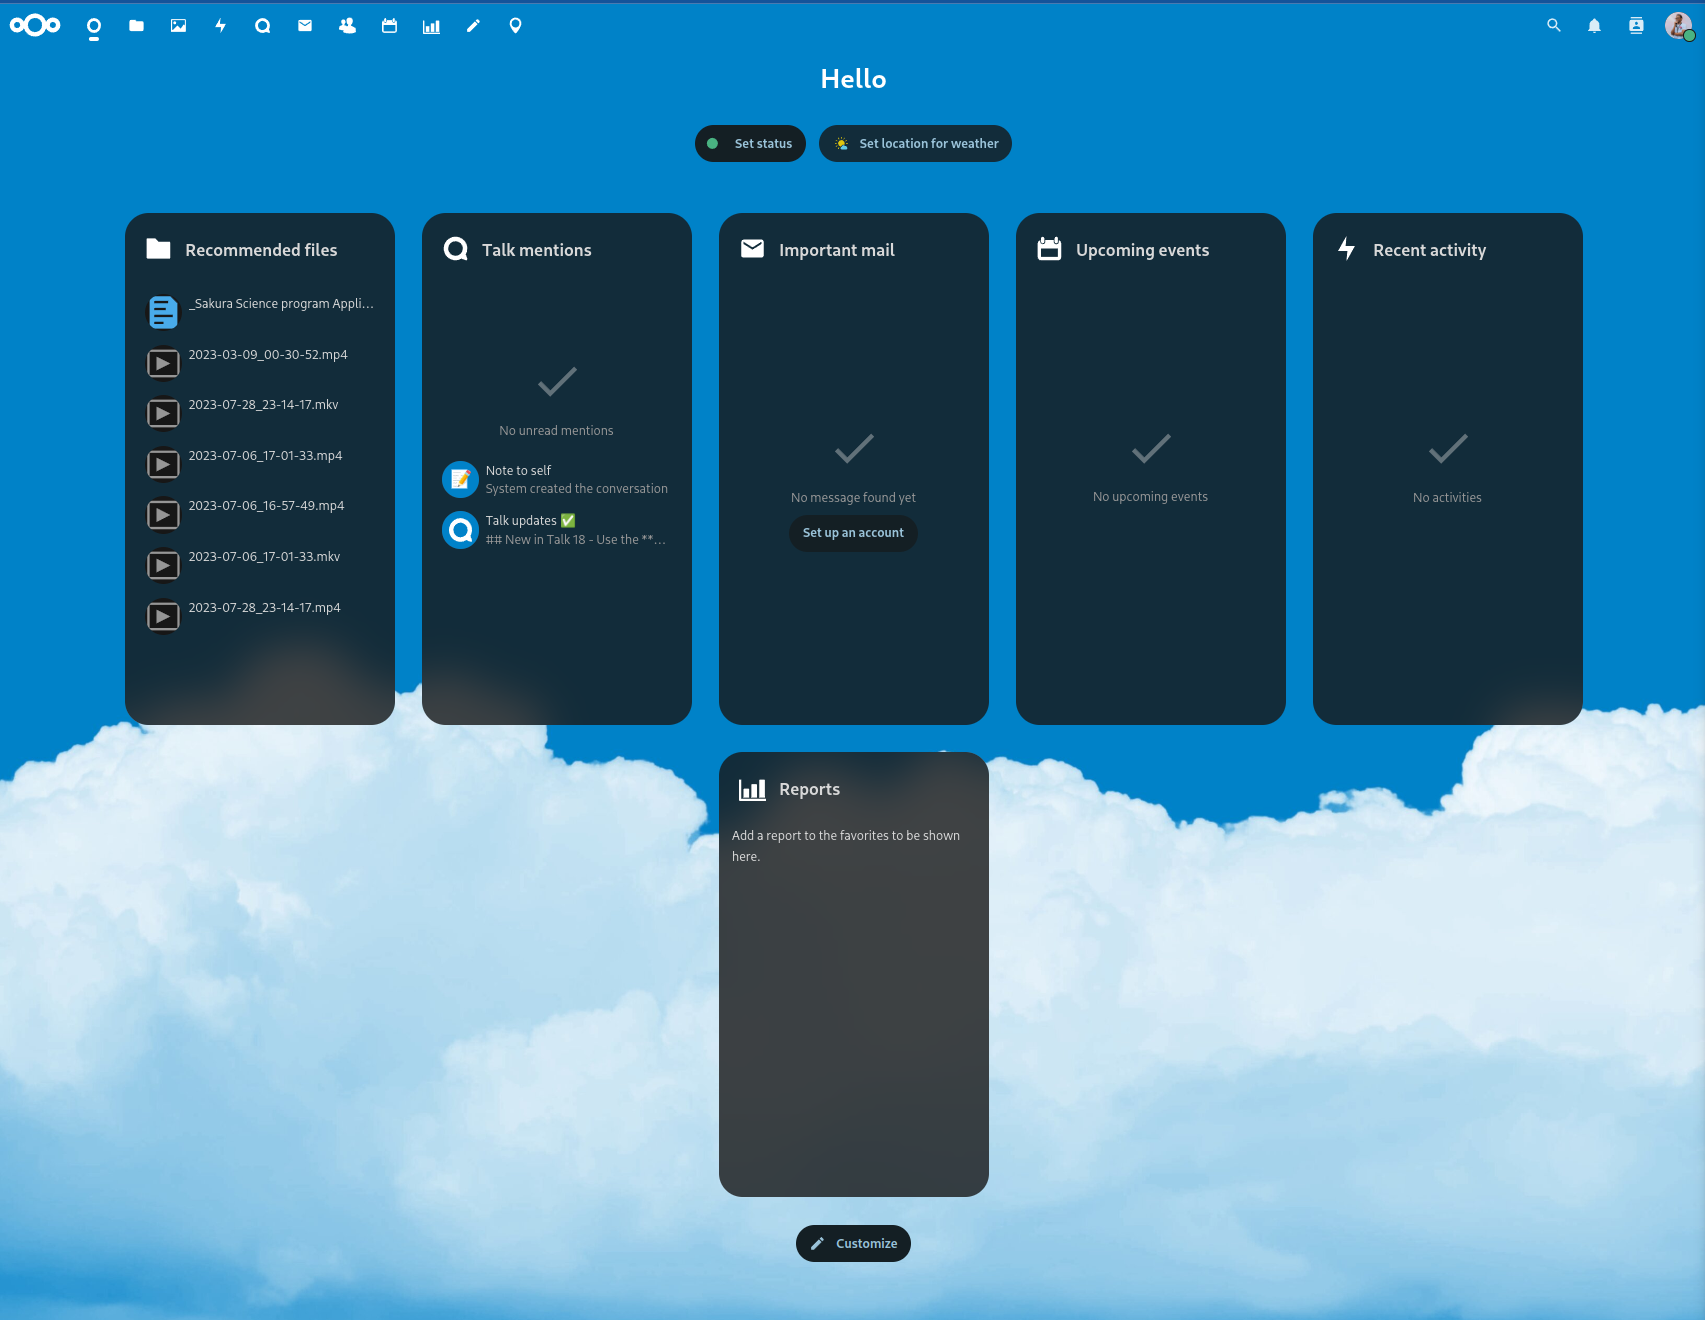 Hello
Set status
Set location for weather
Recommended files
_Sakura Science program Appli...
2023-03-09_00-30-52.mp4
2023-07-28_23-14-17.mkv
2023-07-06_17-01-33.mp4
2023-07-06_16-57-49.mp4
2023-07-06_17-01-33.mkv
2023-07-28_23-14-17.mp4
Talk mentions
No unread mentions
Note to self
System created the conversation
Talk updates ✅
## New in Talk 18 - Use the **...
Important mail
No message found yet
Set up an account
Upcoming events
No upcoming events
Recent activity
No activities
Reports
Add a report to the favorites to be shown
here.
Customize